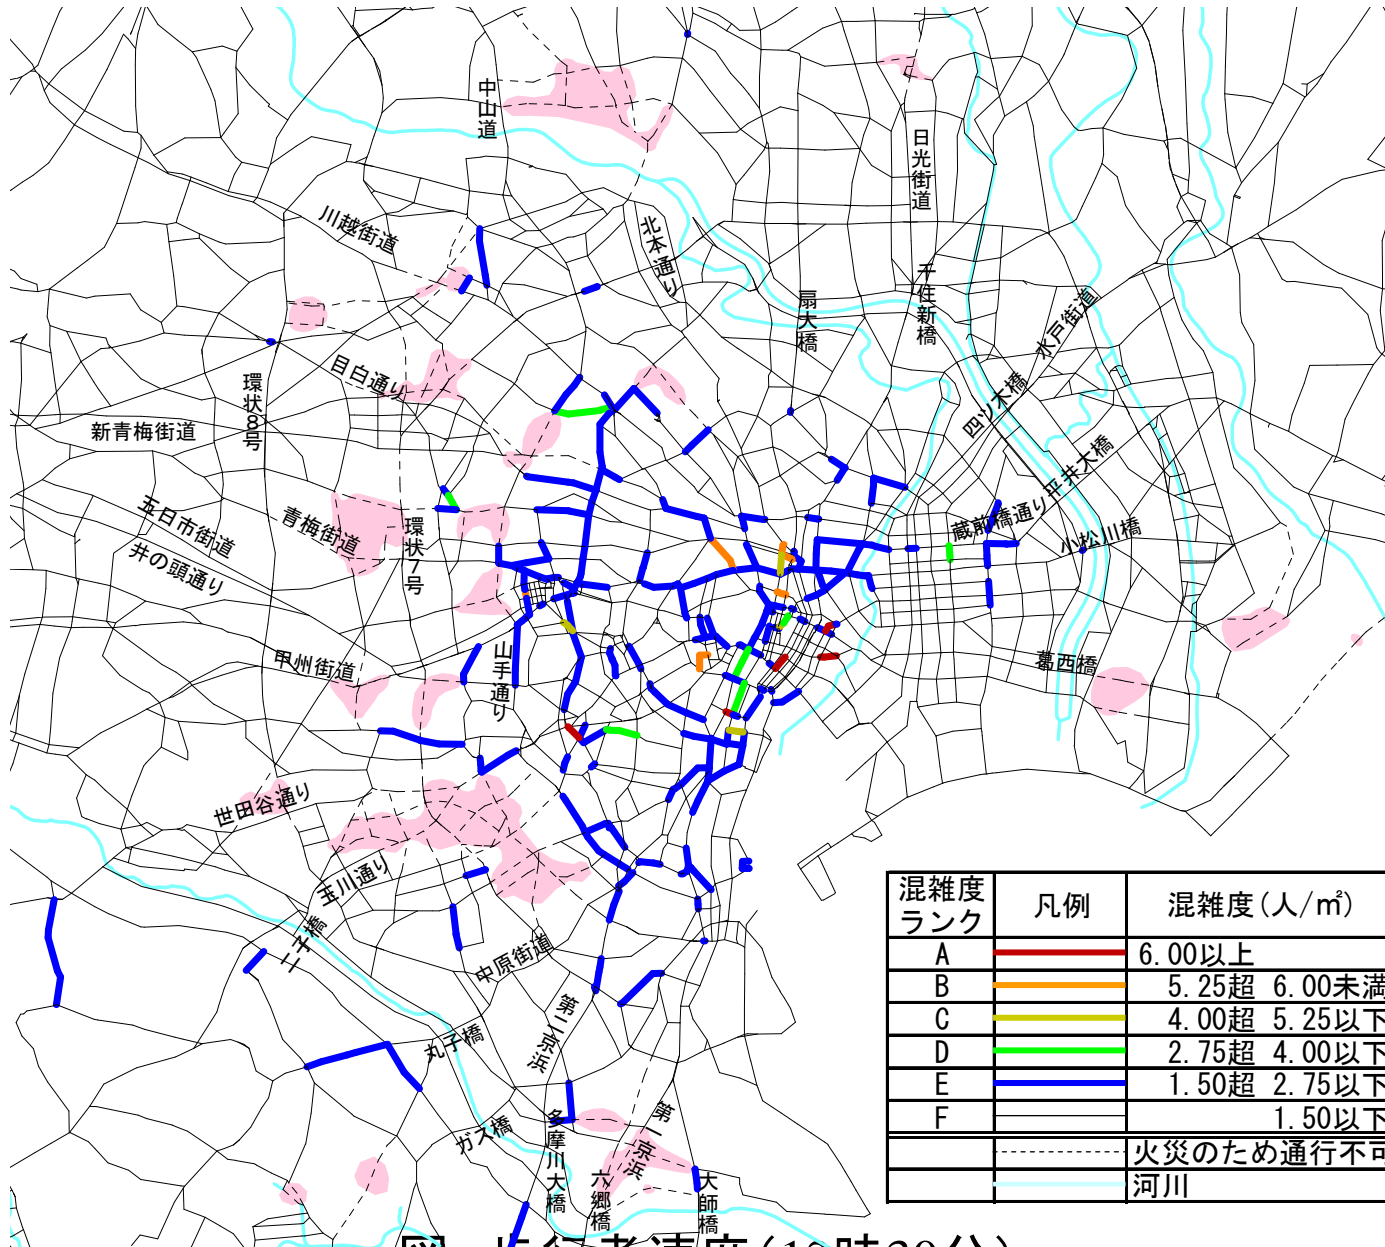 中山道
日光街道
川越街道
北本通り
千住新橋
扇大橋
水戸街道
目白通り
環状8号
四ツ木橋
新青梅街道
平井大橋
五日市街道
青梅街道
環状7号
蔵前橋通り
小松川橋
井の頭通り
甲州街道
山手通り
葛西橋
世田谷通り
玉川通り
二子橋
中原街道
第二京浜
丸子橋
ガス橋
多摩川大橋
第一京浜
六郷橋
大師橋
混雑度ランク 凡例 混雑度(人/㎡)
A 6.00以上
B 5.25超 6.00未満
C 4.00超 5.25以下
D 2.75超 4.00以下
E 1.50超 2.75以下
F 1.50以下
火災のため通行不可
河川